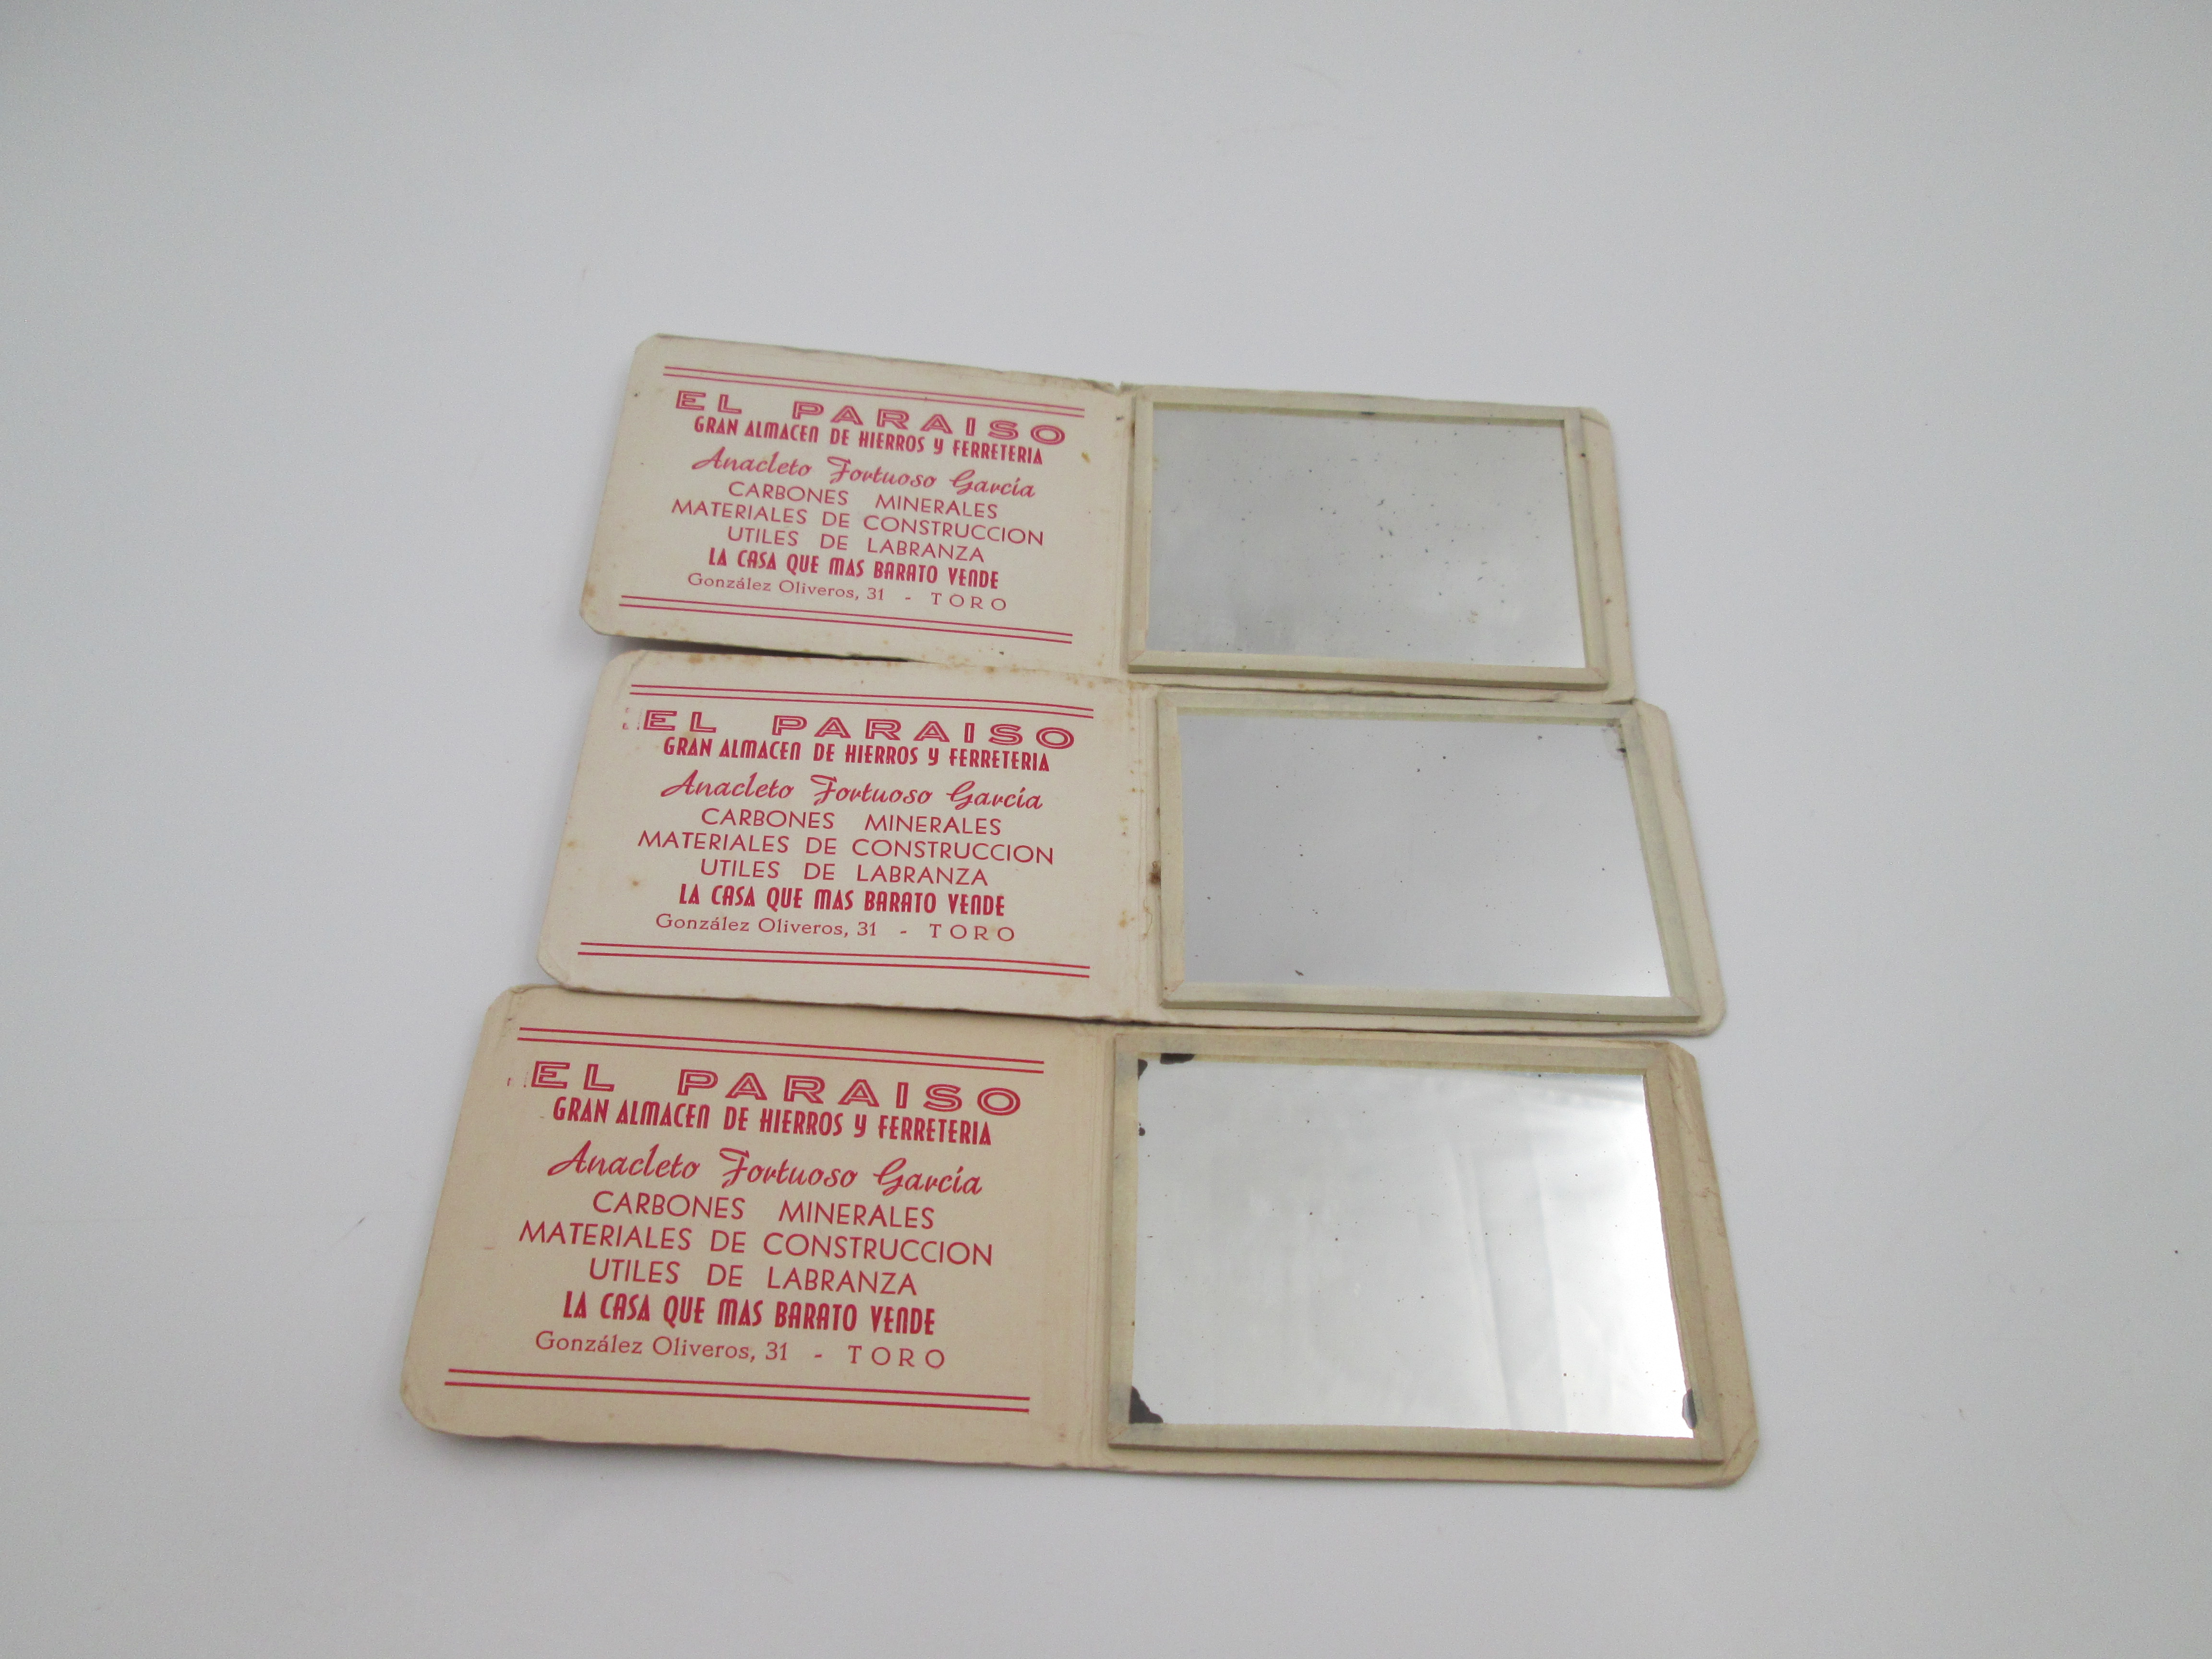 EL PARAISO
GRAN ALMACEN DE HIERROS Y FERRETERIA
Anacleto Fortuoso García
CARBONES MINERALES
MATERIALES DE CONSTRUCCION
UTILES DE LABRANZA
LA CASA QUE MAS BARATO VENDE
González Oliveros, 31 - TORO
EL PARAISO
GRAN ALMACEN DE HIERROS Y FERRETERIA
Anacleto Fortuoso García
CARBONES MINERALES
MATERIALES DE CONSTRUCCION
UTILES DE LABRANZA
LA CASA QUE MAS BARATO VENDE
González Oliveros, 31 - TORO
EL PARAISO
GRAN ALMACEN DE HIERROS Y FERRETERIA
Anacleto Fortuoso García
CARBONES MINERALES
MATERIALES DE CONSTRUCCION
UTILES DE LABRANZA
LA CASA QUE MAS BARATO VENDE
González Oliveros, 31 - TORO